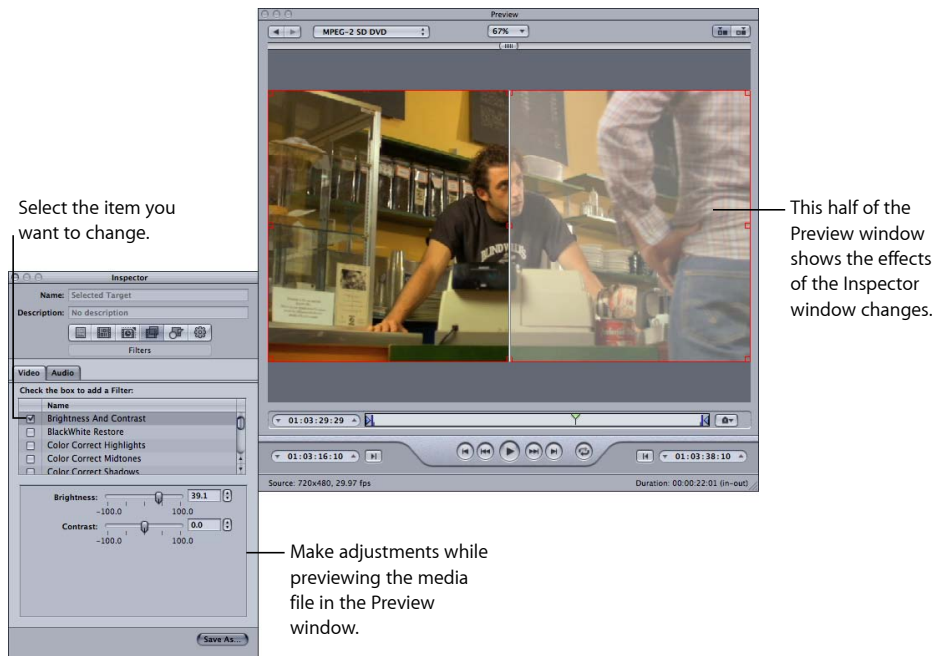 Preview
MPEG-2 SD DVD
67%
Select the item you
want to change.
This half of the
Preview window
shows the effects
of the Inspector
window changes.
Inspector
Name: Selected Target
Description: No description
Filters
Video Audio
Check the box to add a Filter:
Name
Brightness And Contrast
BlackWhite Restore
Color Correct Highlights
Color Correct Midtones
Color Correct Shadows
Brightness: 39.1
-100.0 100.0
Contrast: 0.0
-100.0 100.0
Save As...
01:03:29:29
01:03:16:10
01:03:38:10
Source: 720x480, 29.97 fps
Duration: 00:00:22:01 (in-out)
Make adjustments while
previewing the media
file in the Preview
window.